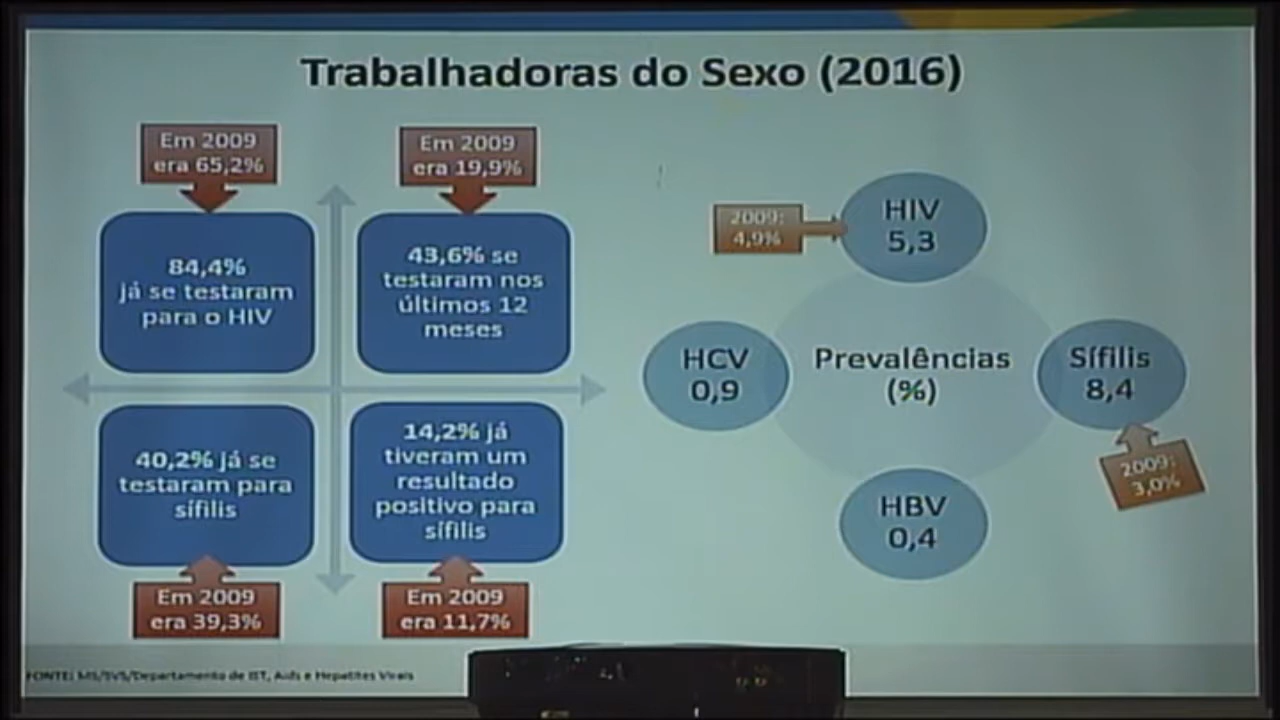 Trabalhadoras do Sexo (2016)
Em 2009
era 65,2%
Em 2009
era 19,9%
84,4%
já se testaram
para o HIV
43,6% se
testaram nos
últimos 12
meses
40,2% já se
testaram para
sífilis
14,2% já
tiveram um
resultado
positivo para
sífilis
Em 2009
era 39,3%
Em 2009
era 11,7%
2009:
4,9%
HIV
5,3
HCV
0,9
Prevalências
(%)
Sífilis
8,4
2009:
3,0%
HBV
0,4
FONTE: MS/SVS/Departamento de IST, Aids e Hepatites Virais